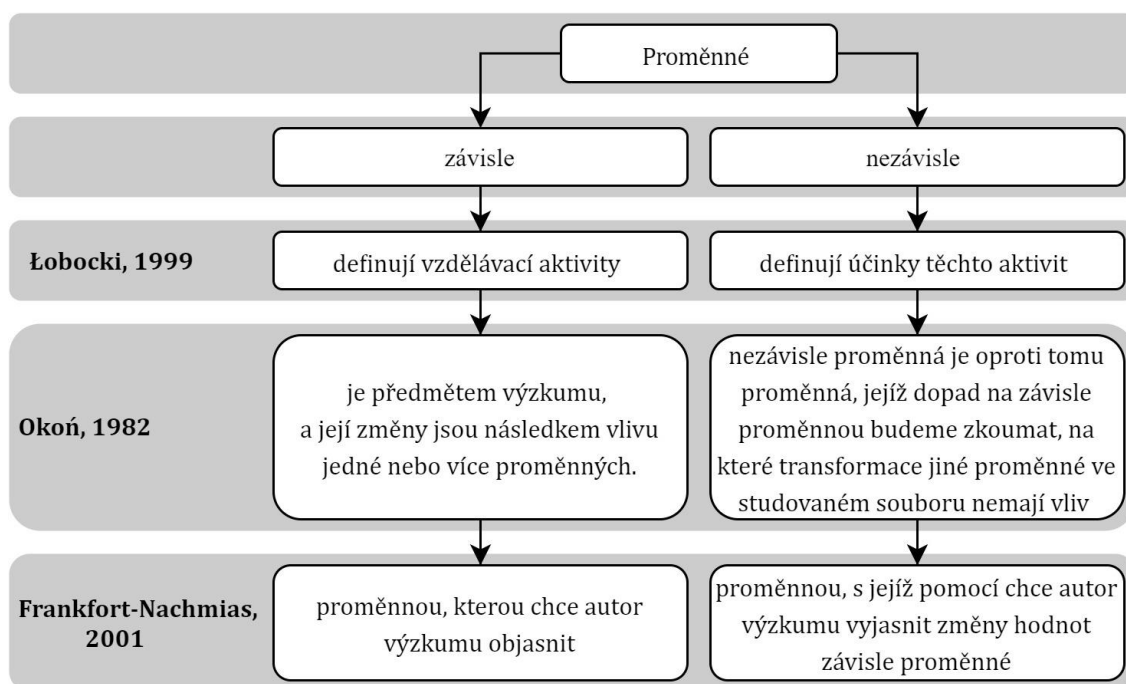 Proměnné
závisle
nezávisle
Łobocki, 1999
definují vzdělávací aktivity
definují účinky těchto aktivit
Okoń, 1982
je předmětem výzkumu,
a její změny jsou následkem vlivu
jedné nebo více proměnných.
nezávisle proměnná je oproti tomu
proměnná, jejíž dopad na závisle
proměnnou budeme zkoumat, na
které transformace jiné proměnné ve
studovaném souboru nemají vliv
Frankfort-Nachmias,
2001
proměnnou, kterou chce autor
výzkumu objasnit
proměnnou, s jejíž pomocí chce autor
výzkumu vyjasnit změny hodnot
závisle proměnné